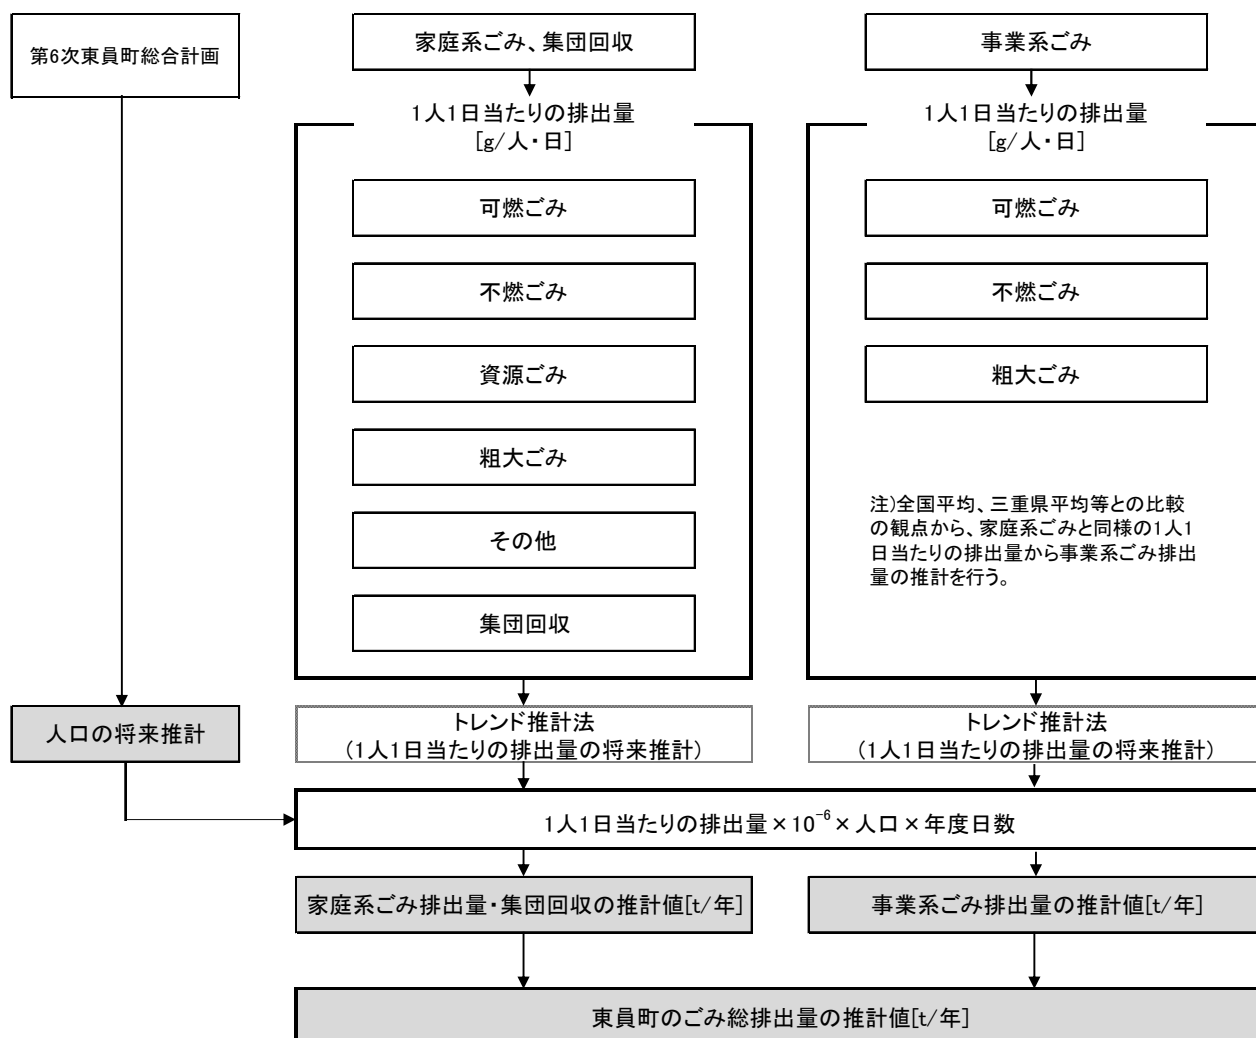 第6次東員町総合計画
家庭系ごみ、集団回収
事業系ごみ
1人1日当たりの排出量
[g/人・日]
可燃ごみ
不燃ごみ
資源ごみ
粗大ごみ
その他
集団回収
1人1日当たりの排出量
[g/人・日]
可燃ごみ
不燃ごみ
粗大ごみ
注)全国平均、三重県平均等との比較
の観点から、家庭系ごみと同様の1人1
日当たりの排出量から事業系ごみ排出
量の推計を行う。
人口の将来推計
トレンド推計法
(1人1日当たりの排出量の将来推計)
トレンド推計法
(1人1日当たりの排出量の将来推計)
1人1日当たりの排出量×10⁻⁶×人口×年度日数
家庭系ごみ排出量・集団回収の推計値[t/年]
事業系ごみ排出量の推計値[t/年]
東員町のごみ総排出量の推計値[t/年]